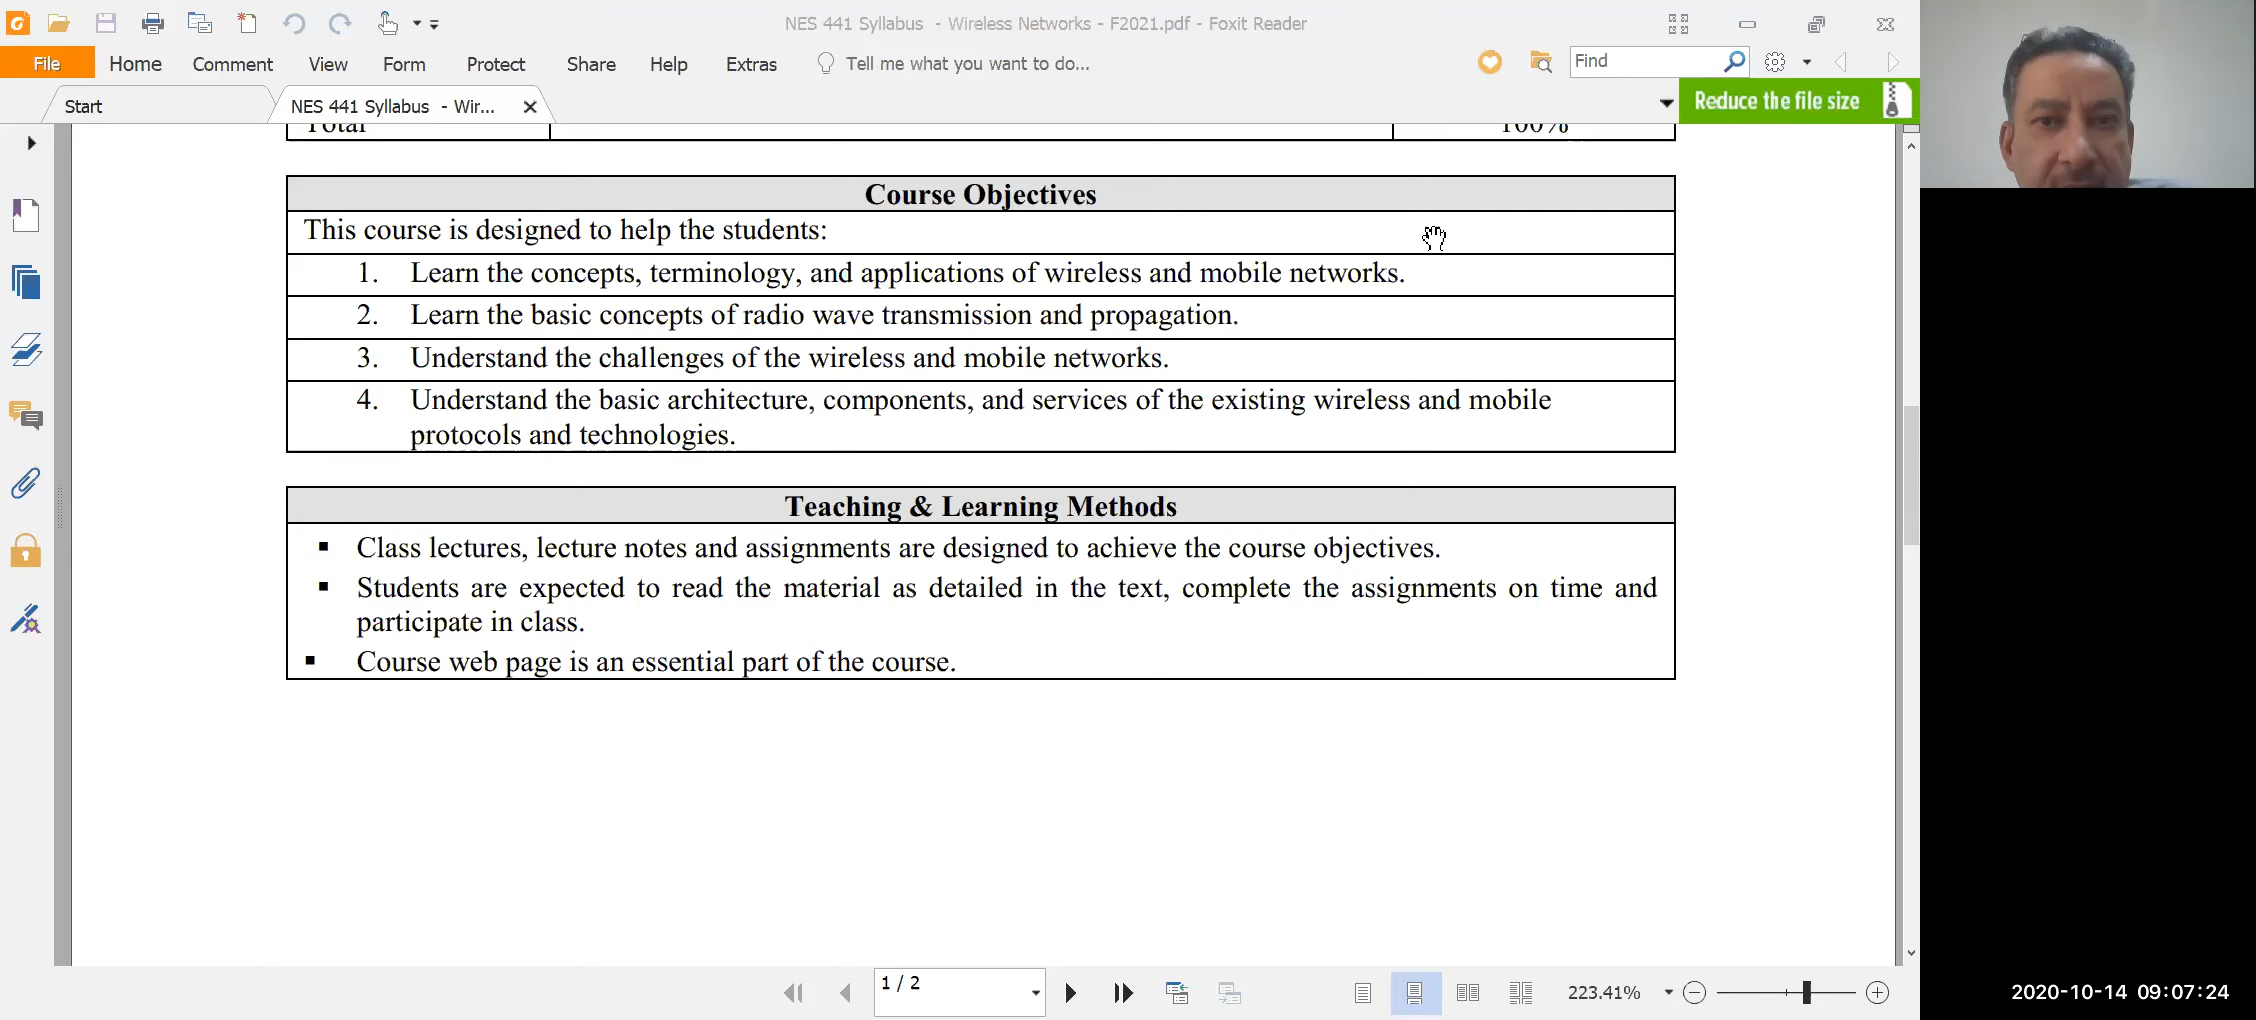 NES 441 Syllabus - Wireless Networks - F2021.pdf - Foxit Reader
File Home Comment View Form Protect Share Help Extras Tell me what you want to do... Find
Start NES 441 Syllabus - Wir... Reduce the file size
Total 100%
Course Objectives
This course is designed to help the students:
1. Learn the concepts, terminology, and applications of wireless and mobile networks.
2. Learn the basic concepts of radio wave transmission and propagation.
3. Understand the challenges of the wireless and mobile networks.
4. Understand the basic architecture, components, and services of the existing wireless and mobile
protocols and technologies.
Teaching & Learning Methods
▪ Class lectures, lecture notes and assignments are designed to achieve the course objectives.
▪ Students are expected to read the material as detailed in the text, complete the assignments on time and
participate in class.
▪ Course web page is an essential part of the course.
1 / 2 223.41%
2020-10-14 09:07:24